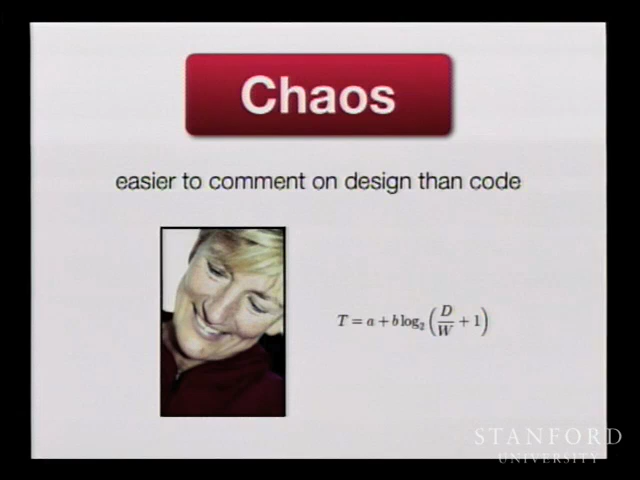 Chaos
easier to comment on design than code
T = a + b log₂ (D/W + 1)
STANFORD
UNIVERSITY